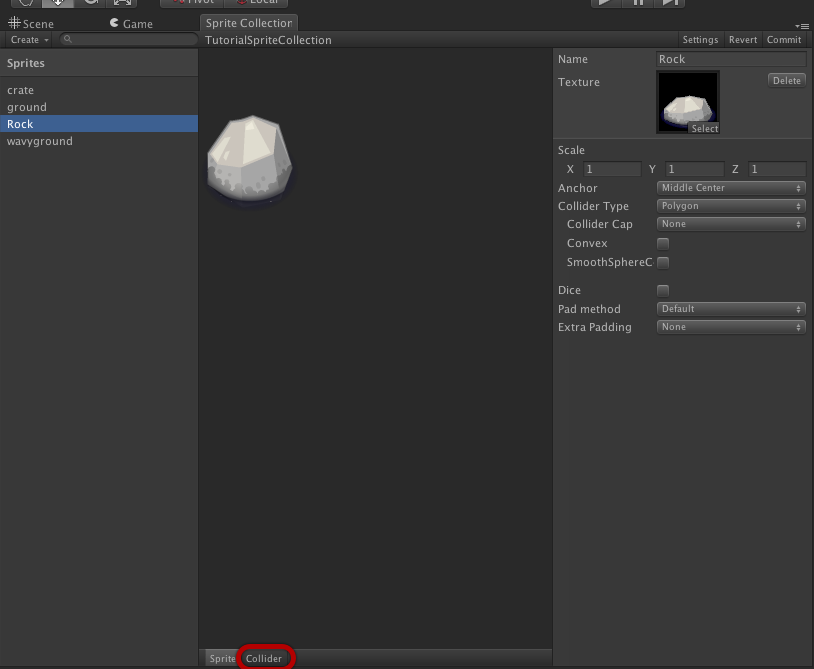 Pivot Local
Scene Game Sprite Collection
Create TutorialSpriteCollection Settings Revert Commit
Sprites
crate
ground
Rock
wavyground
Name Rock
Texture Delete
Select
Scale
X 1 Y 1 Z 1
Anchor Middle Center
Collider Type Polygon
Collider Cap None
Convex
SmoothSphereC
Dice
Pad method Default
Extra Padding None
Sprite Collider